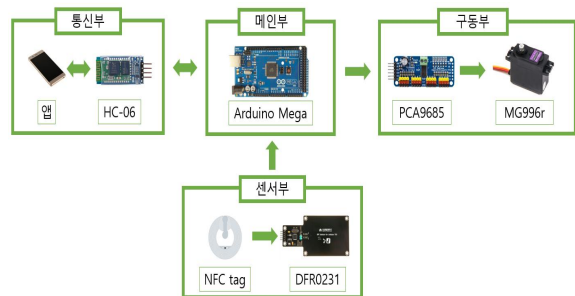 통신부
메인부
구동부
앱
HC-06
Arduino Mega
PCA9685
MG996r
센서부
NFC tag
DFR0231